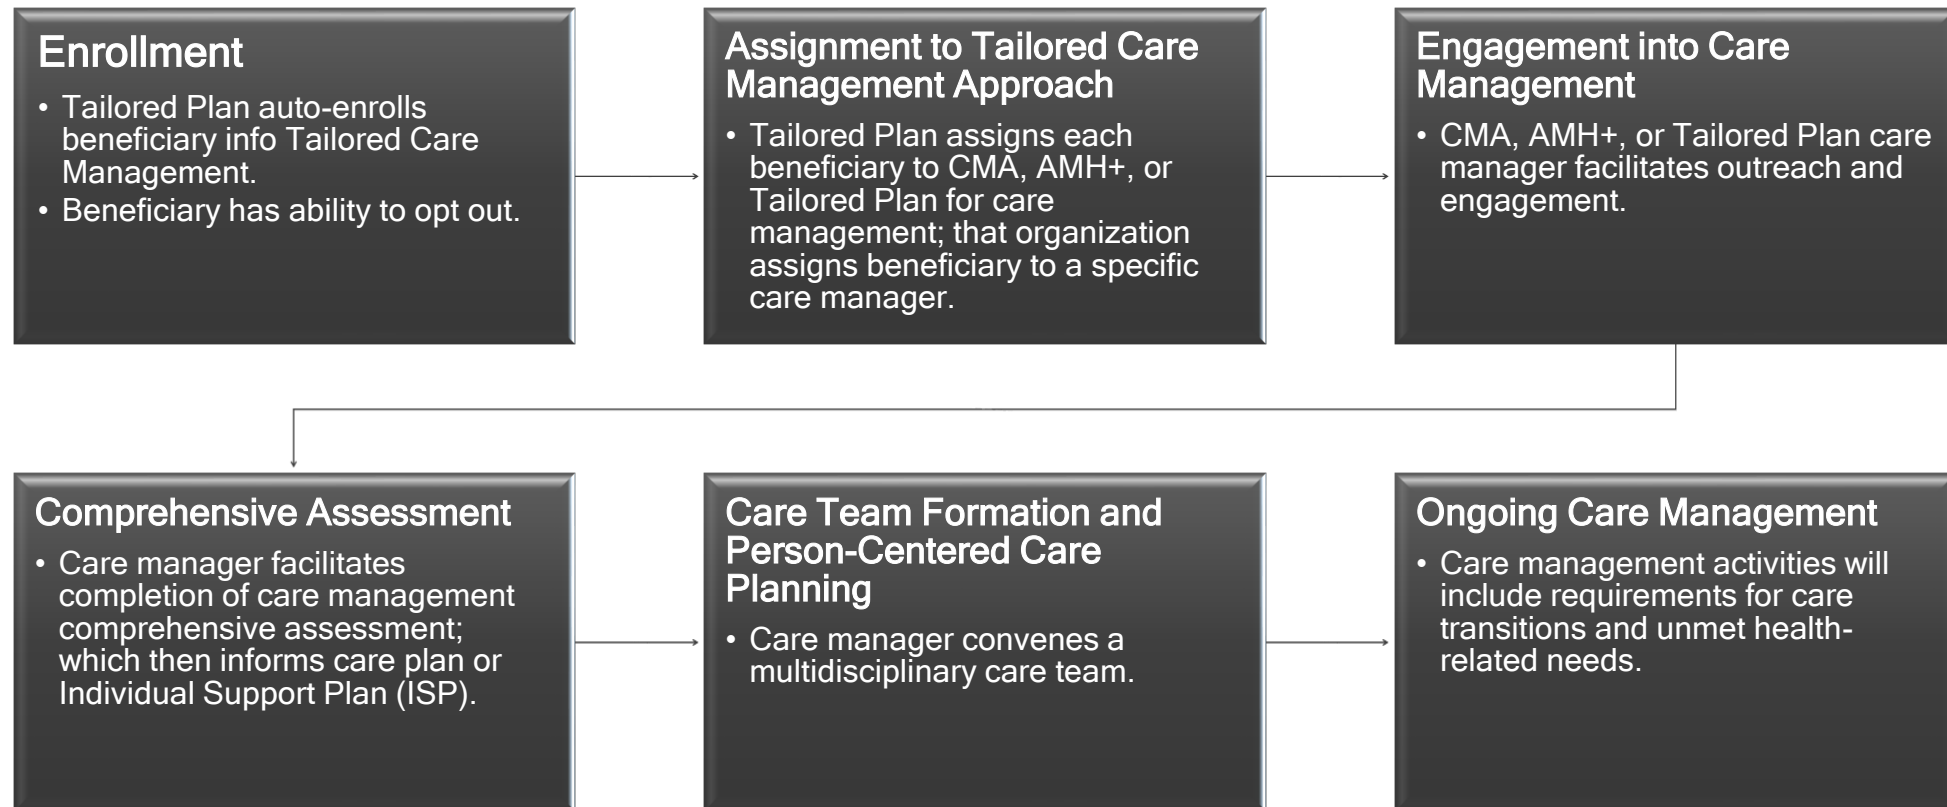 Enrollment
• Tailored Plan auto-enrolls
beneficiary info Tailored Care
Management.
• Beneficiary has ability to opt out.
Assignment to Tailored Care
Management Approach
• Tailored Plan assigns each
beneficiary to CMA, AMH+, or
Tailored Plan for care
management; that organization
assigns beneficiary to a specific
care manager.
Engagement into Care
Management
• CMA, AMH+, or Tailored Plan care
manager facilitates outreach and
engagement.
Comprehensive Assessment
• Care manager facilitates
completion of care management
comprehensive assessment;
which then informs care plan or
Individual Support Plan (ISP).
Care Team Formation and
Person-Centered Care
Planning
• Care manager convenes a
multidisciplinary care team.
Ongoing Care Management
• Care management activities will
include requirements for care
transitions and unmet health-
related needs.